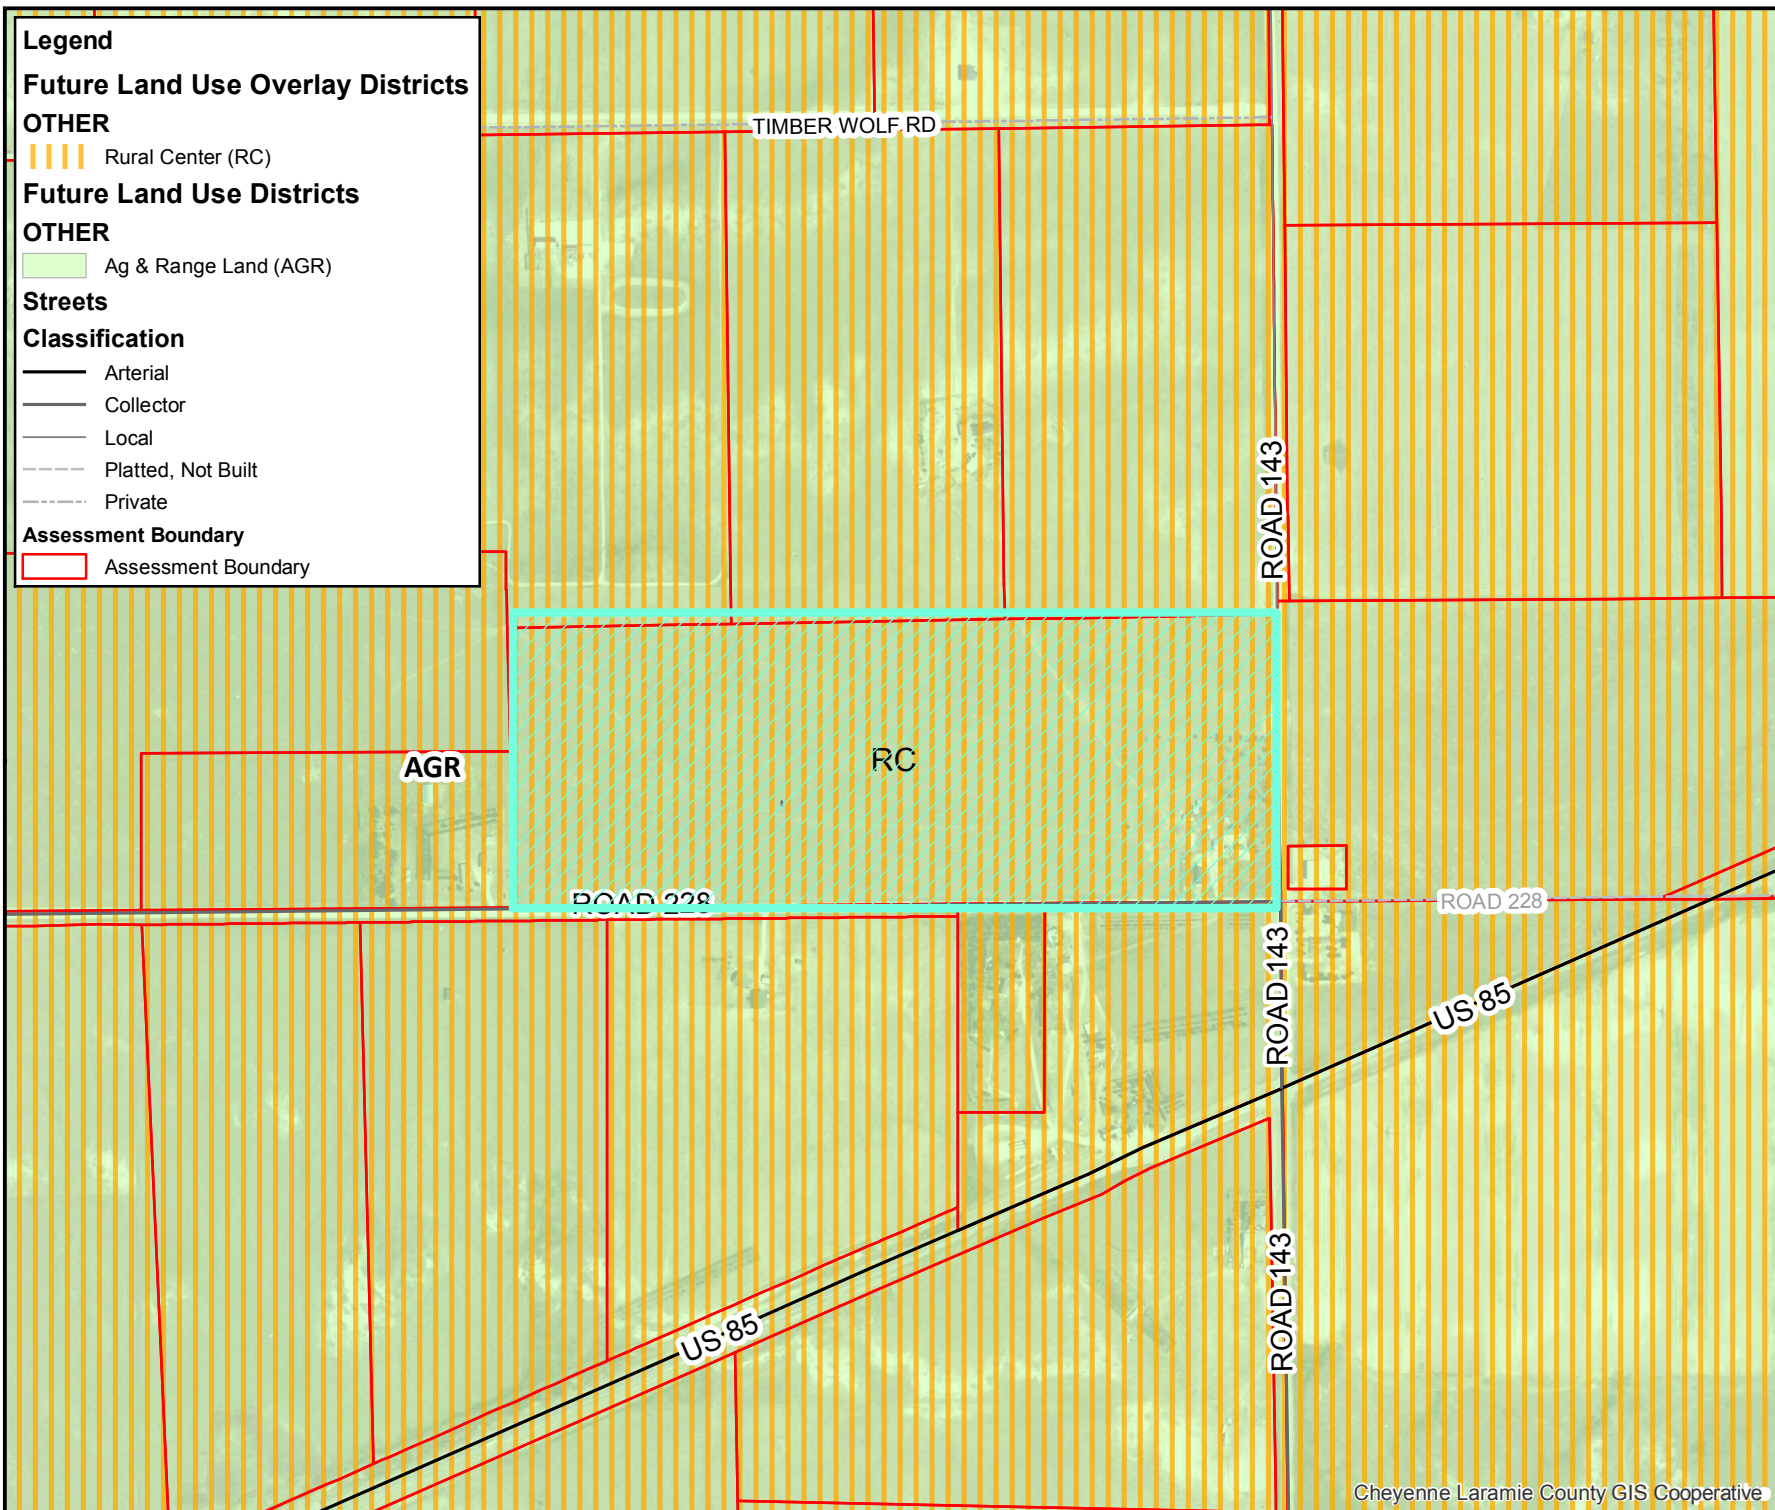 Legend
Future Land Use Overlay Districts
OTHER
Rural Center (RC)
Future Land Use Districts
OTHER
Ag & Range Land (AGR)
Streets
Classification
Arterial
Collector
Local
Platted, Not Built
Private
Assessment Boundary
Assessment Boundary
TIMBER WOLF RD
ROAD 143
AGR
RC
ROAD 228
ROAD 228
ROAD 143
US 85
ROAD 143
US 85
Cheyenne Laramie County GIS Cooperative